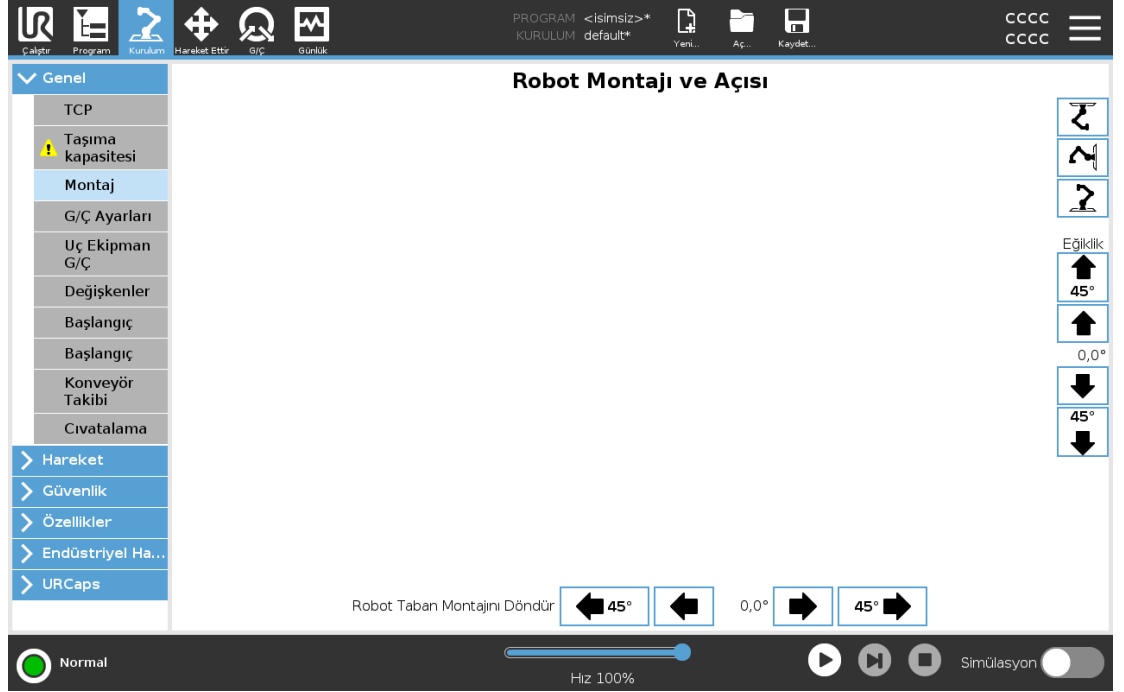 Çalıştır
Program
Kurulum
Hareket Ettir
G/Ç
Günlük
PROGRAM <isimsiz>*
KURULUM default*
Yeni...
Aç...
Kaydet...
cccc
cccc
Genel
TCP
Taşıma
kapasitesi
Montaj
G/Ç Ayarları
Uç Ekipman
G/Ç
Değişkenler
Başlangıç
Başlangıç
Konveyör
Takibi
Cıvatalama
Hareket
Güvenlik
Özellikler
Endüstriyel Ha...
URCaps
Robot Montajı ve Açısı
Eğiklik
45°
0,0°
45°
Robot Taban Montajını Döndür
45°
0,0°
45°
Normal
Hız 100%
Simülasyon